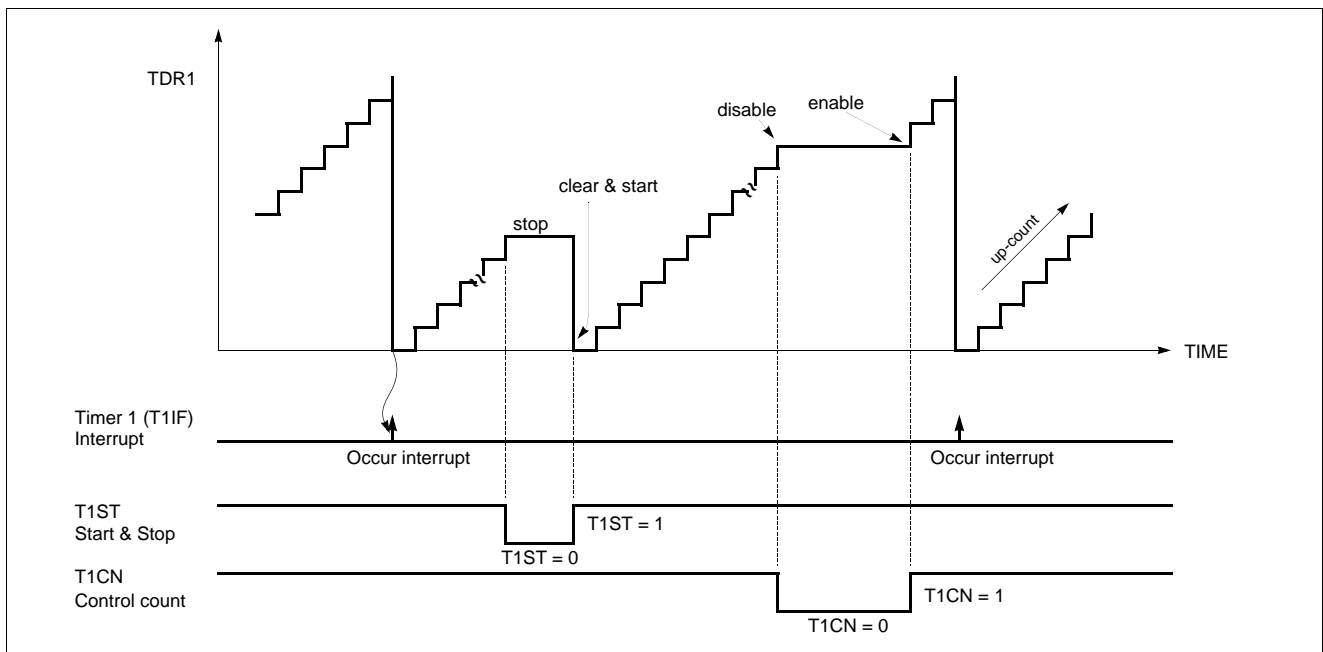 TDR1
disable
enable
clear & start
stop
up-count
TIME
Timer 1 (T1IF)
Interrupt
Occur interrupt
Occur interrupt
T1ST
Start & Stop
T1ST = 1
T1ST = 0
T1CN
Control count
T1CN = 1
T1CN = 0